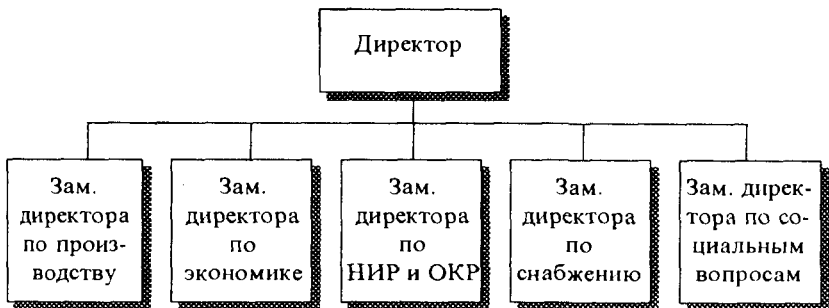 Директор
Зам.
директора
по произ-
водству
Зам.
директора
по
экономике
Зам.
директора
по
НИР и ОКР
Зам.
директора
по
снабжению
Зам. дирек-
тора по со-
циальным
вопросам